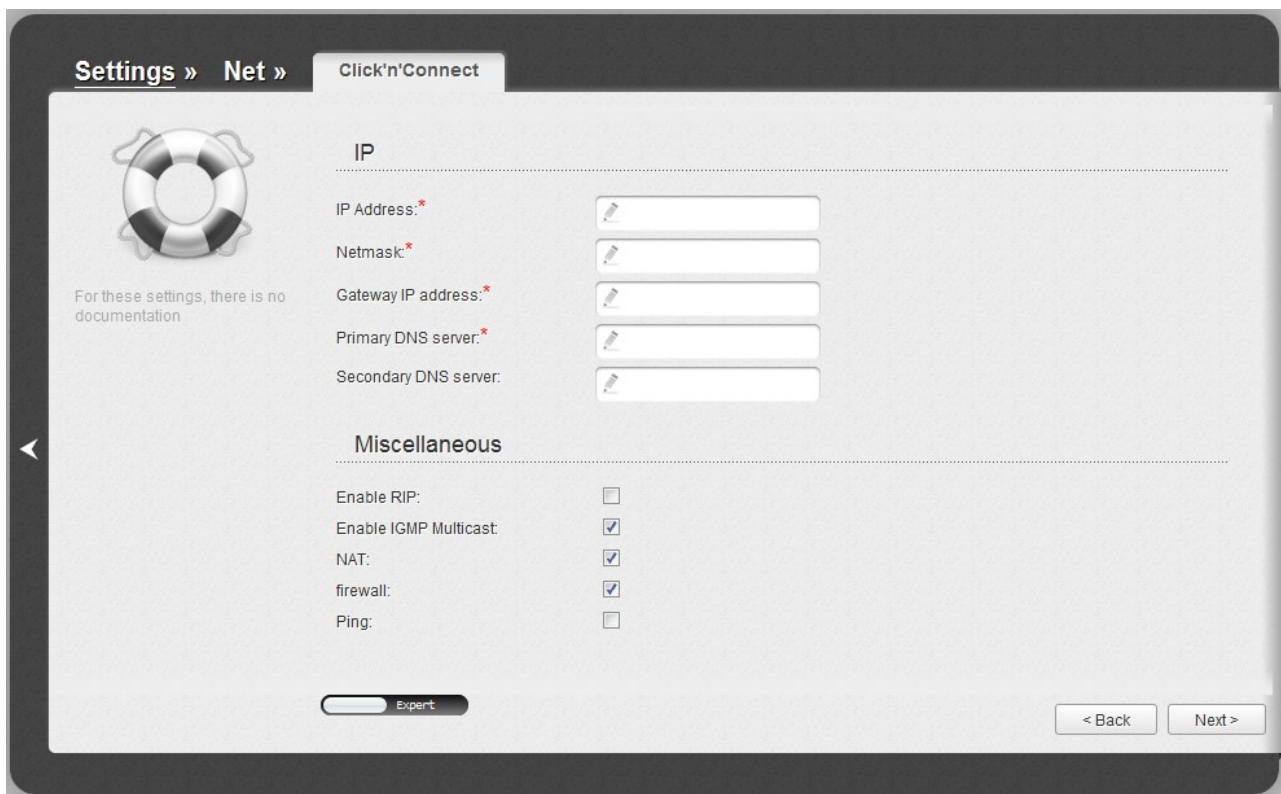 Settings » Net » Click'n'Connect
For these settings, there is no
documentation
IP
IP Address:*
Netmask:*
Gateway IP address:*
Primary DNS server:*
Secondary DNS server:
Miscellaneous
Enable RIP:
Enable IGMP Multicast:
NAT:
firewall:
Ping:
Expert
< Back
Next >